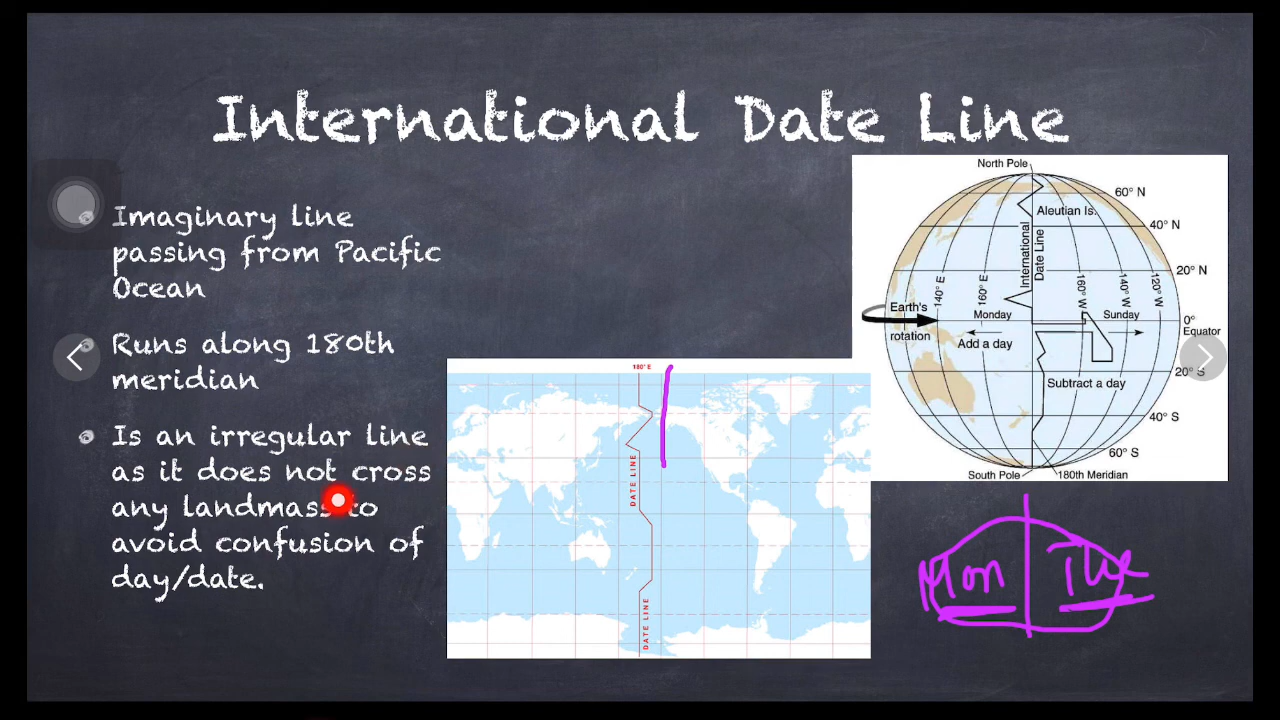 International Date Line
Imaginary line
passing from Pacific
Ocean
Runs along 180th
meridian
Is an irregular line
as it does not cross
any landmass to
avoid confusion of
day/date.
180° E
DATE LINE
DATE LINE
North Pole
60° N
Aleutian Is.
40° N
International
Date Line
20° N
140° E
160° E
160° W
140° W
120° W
Earth's
rotation
Monday
Sunday
0°
Equator
Add a day
20° S
Subtract a day
40° S
60° S
South Pole
180th Meridian
Mon
Tue